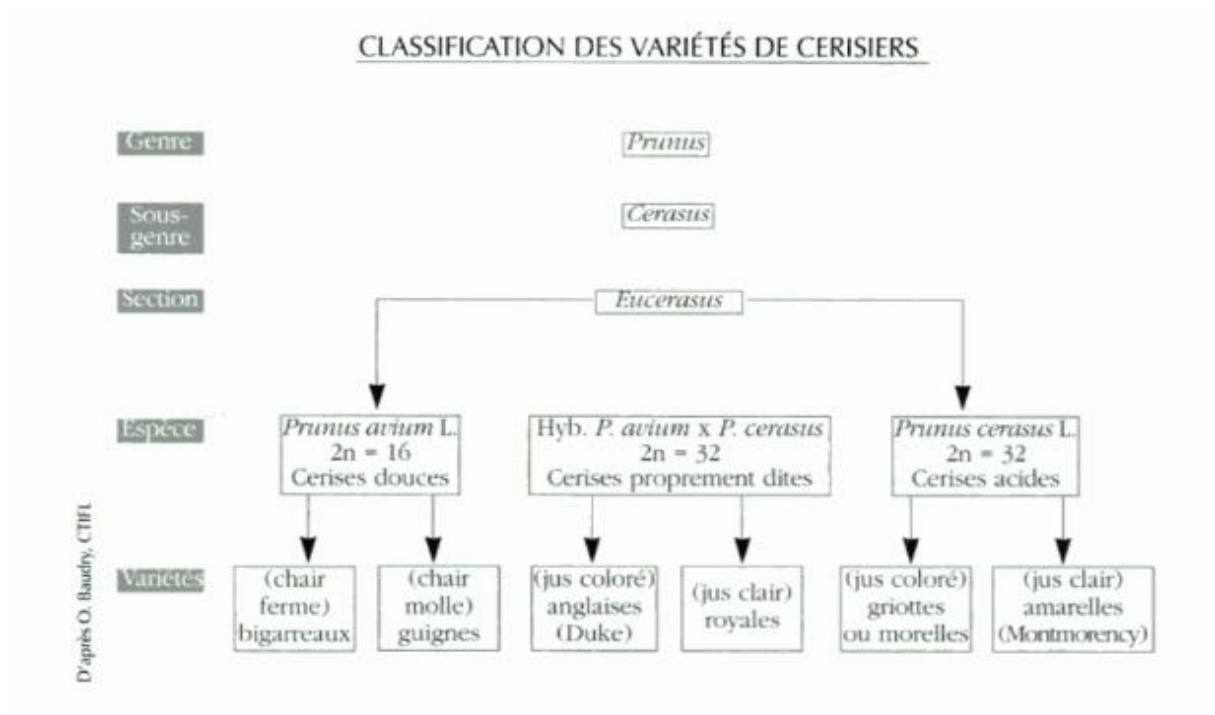 CLASSIFICATION DES VARIÉTÉS DE CERISIERS
Genre
Prunus
Sous-
genre
Cerasus
Section
Eucerasus
Espèce
Prunus avium L.
2n = 16
Cerises douces
Hyb. P. avium x P. cerasus
2n = 32
Cerises proprement dites
Prunus cerasus L.
2n = 32
Cerises acides
Variétés
(chair
ferme)
bigarreaux
(chair
molle)
guignes
(jus coloré)
anglaises
(Duke)
(jus clair)
royales
(jus coloré)
griottes
ou morelles
(jus clair)
amarelles
(Montmorency)
D'après O. Baudry, CTIFL